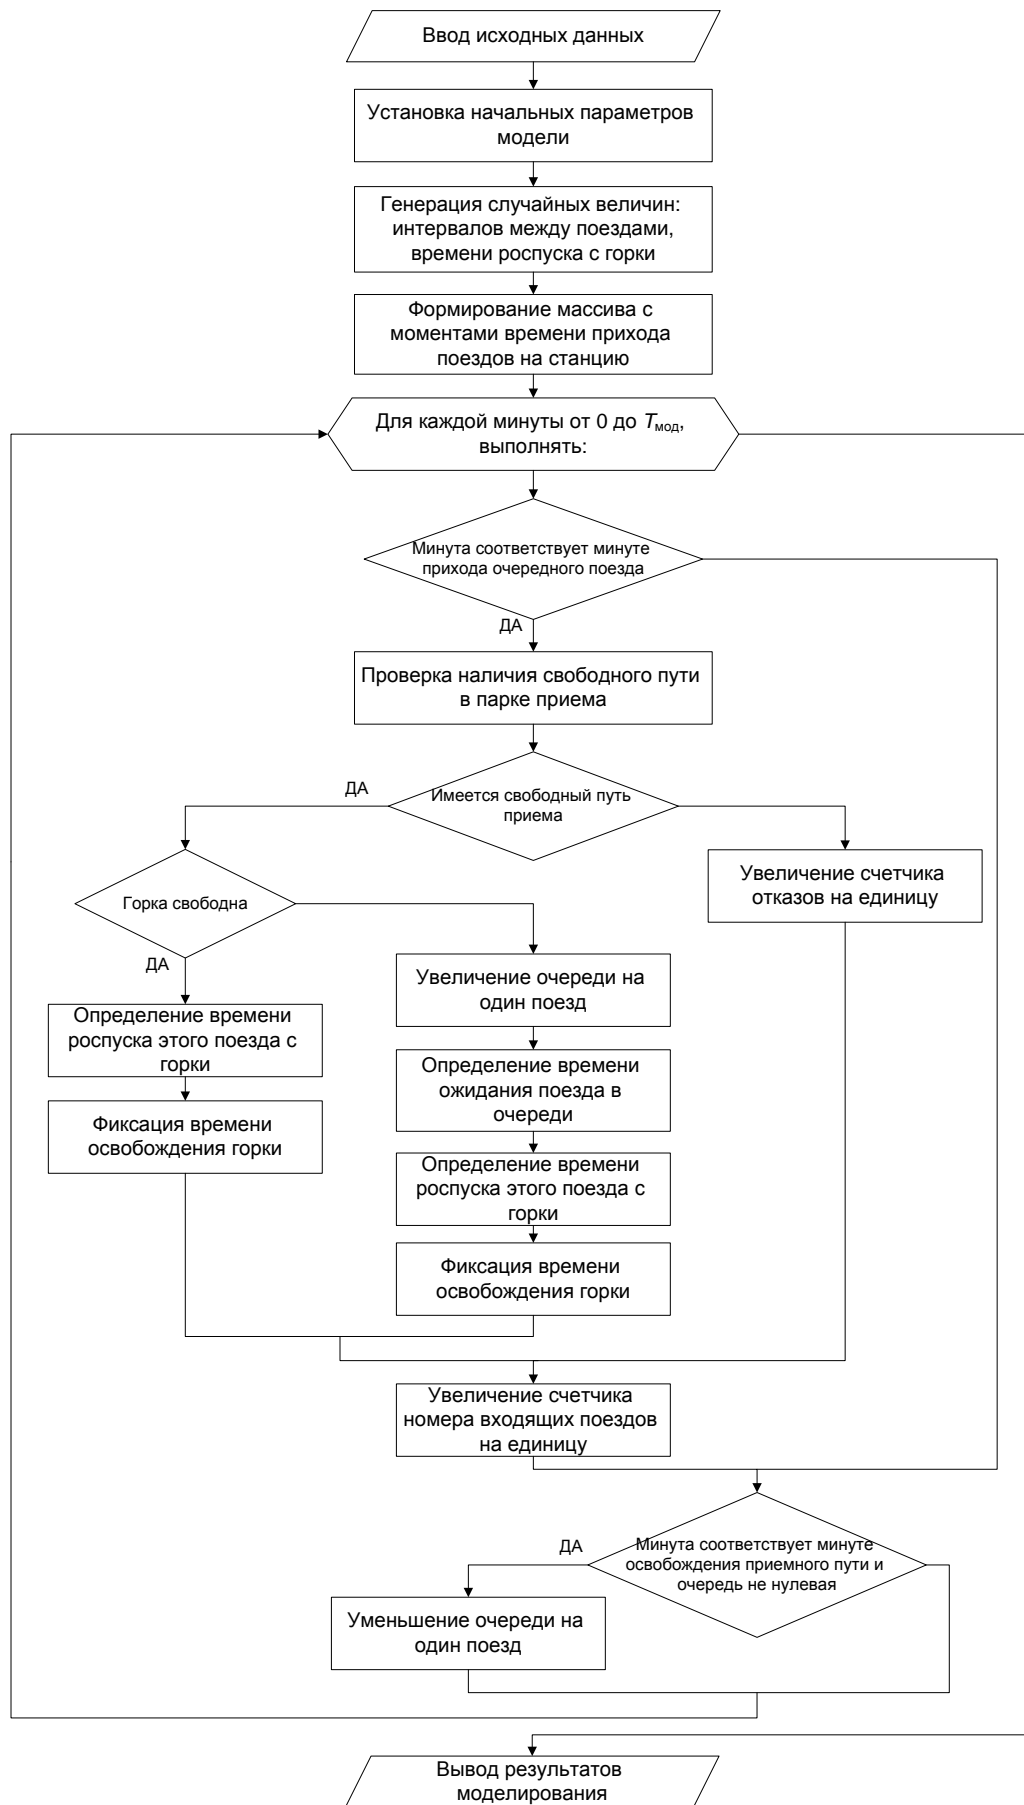 Ввод исходных данных
Установка начальных параметров
модели
Генерация случайных величин:
интервалов между поездами,
времени роспуска с горки
Формирование массива с
моментами времени прихода
поездов на станцию
Для каждой минуты от 0 до Tмод,
выполнять:
Минута соответствует минуте
прихода очередного поезда
ДА
Проверка наличия свободного пути
в парке приема
ДА
Имеется свободный путь
приема
Горка свободна
Увеличение счетчика
отказов на единицу
ДА
Увеличение очереди на
один поезд
Определение времени
роспуска этого поезда с
горки
Определение времени
ожидания поезда в
очереди
Фиксация времени
освобождения горки
Определение времени
роспуска этого поезда с
горки
Фиксация времени
освобождения горки
Увеличение счетчика
номера входящих поездов
на единицу
ДА
Минута соответствует минуте
освобождения приемного пути и
очередь не нулевая
Уменьшение очереди на
один поезд
Вывод результатов
моделирования